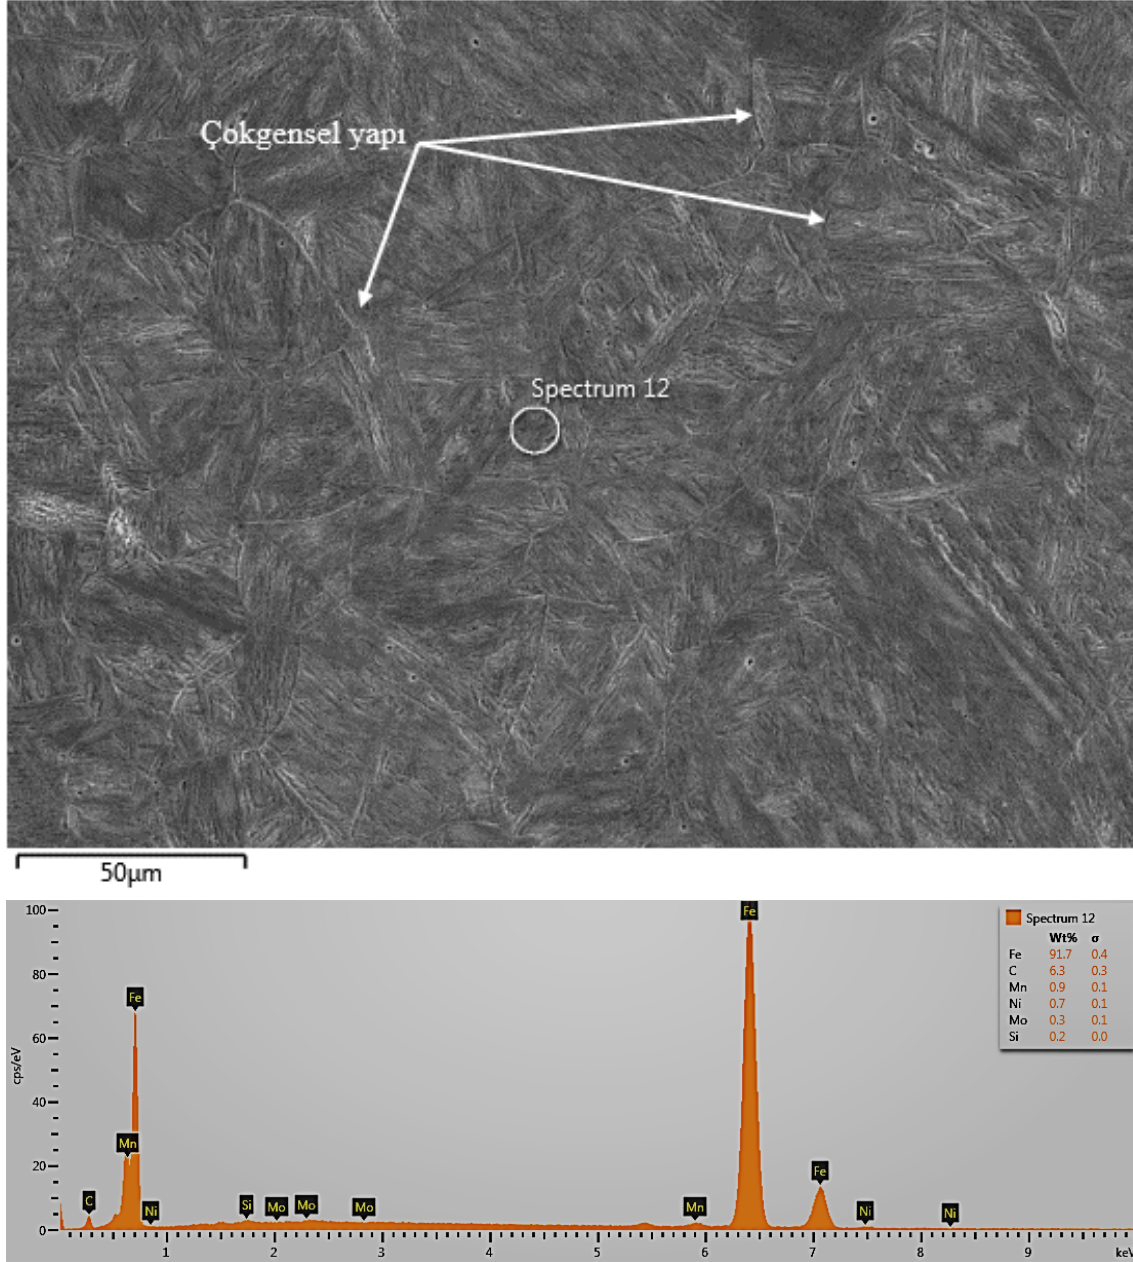 Çokgensel yapı
Spectrum 12
50µm
Spectrum 12
Wt% σ
Fe 91.7 0.4
C 6.3 0.3
Mn 0.9 0.1
Ni 0.7 0.1
Mo 0.3 0.1
Si 0.2 0.0
100
80
60
40
20
0
cps/eV
Fe
Fe
Mn
C
Ni
Si
Mo
Mo
Mo
Mn
Fe
Ni
Ni
1 2 3 4 5 6 7 8 9 keV